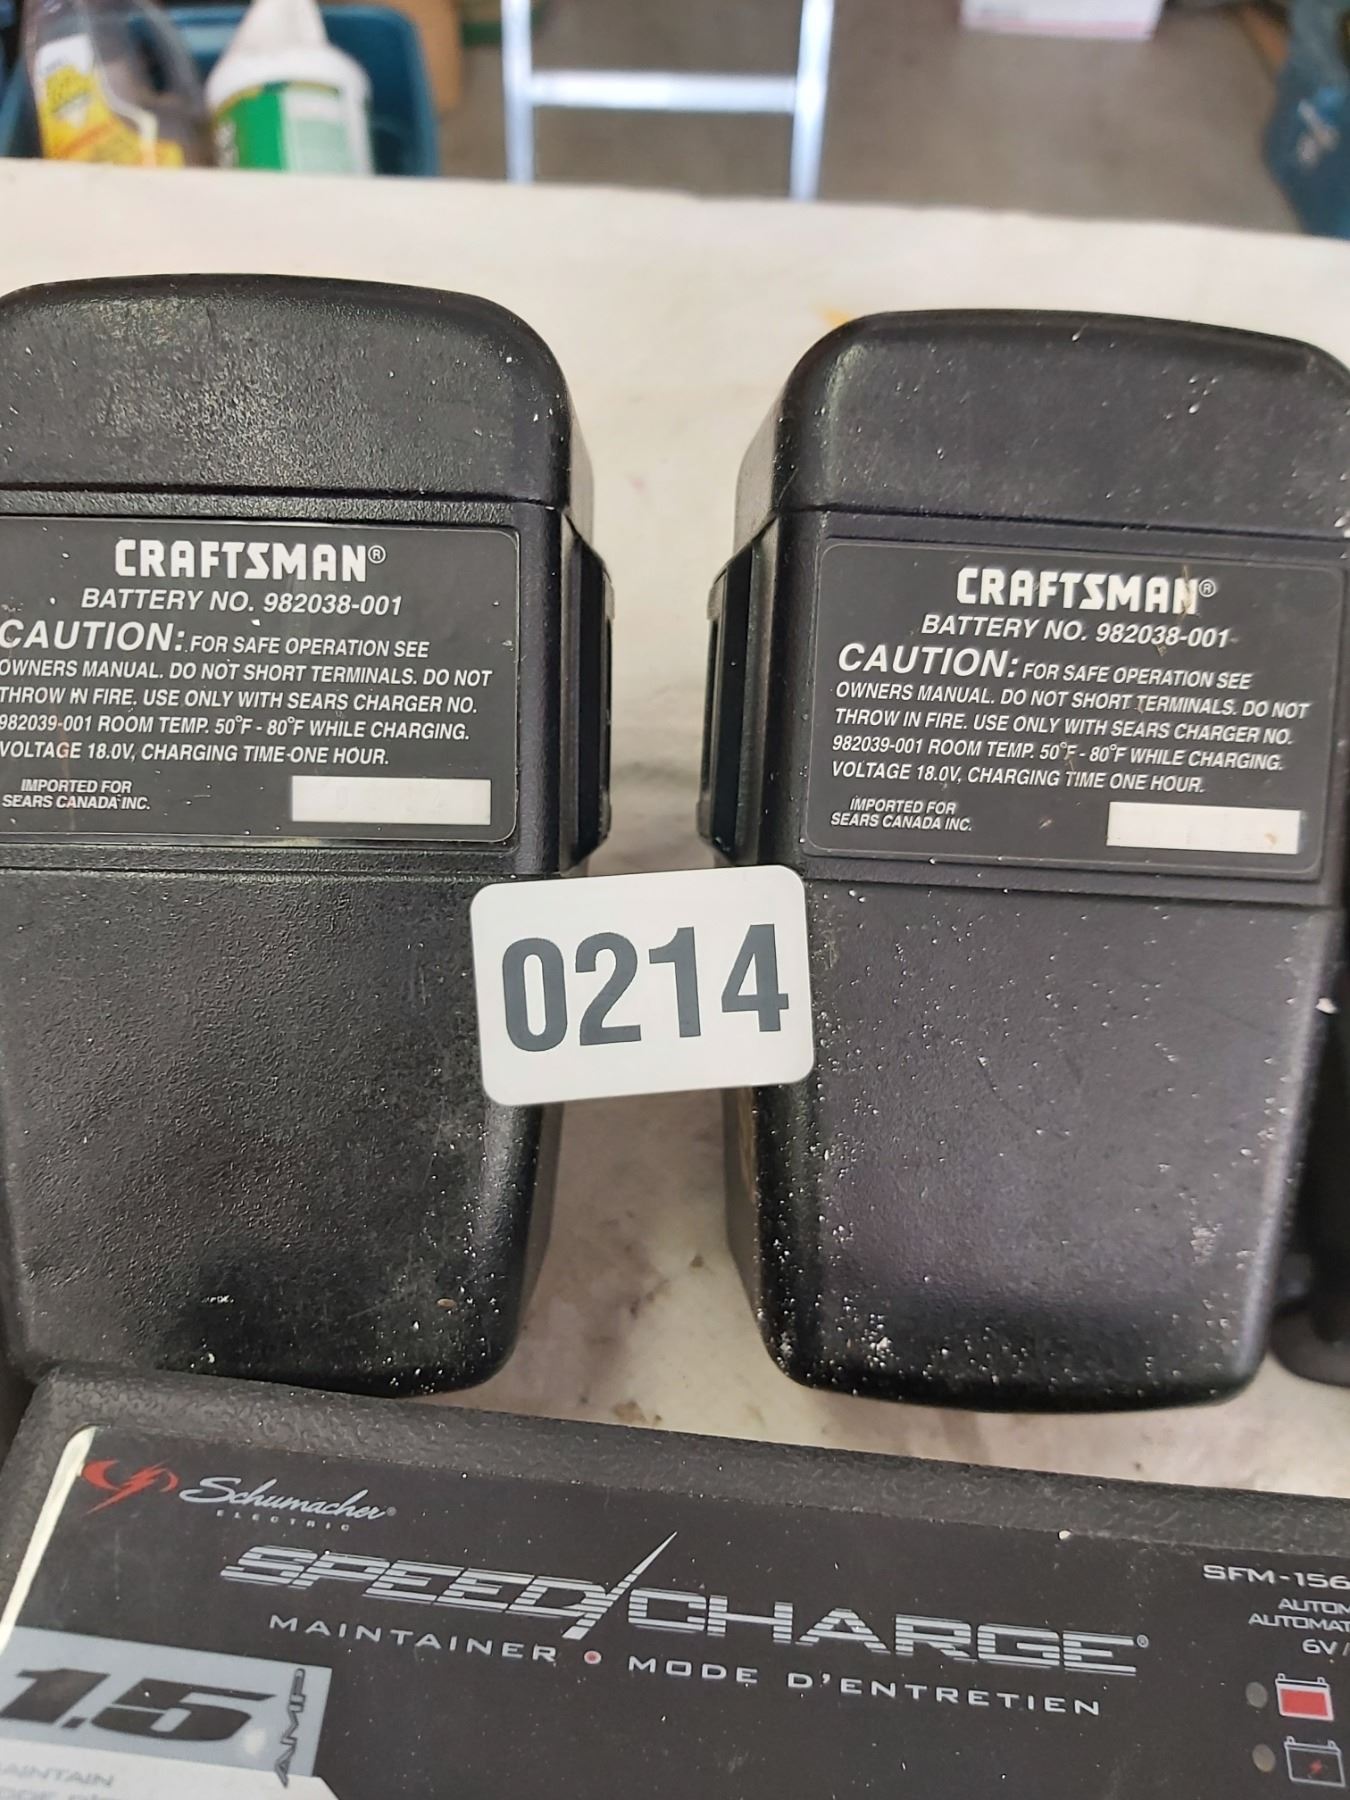 CRAFTSMAN®
BATTERY NO. 982038-001
CAUTION: FOR SAFE OPERATION SEE
OWNERS MANUAL. DO NOT SHORT TERMINALS. DO NOT
THROW IN FIRE. USE ONLY WITH SEARS CHARGER NO.
982039-001 ROOM TEMP. 50°F - 80°F WHILE CHARGING.
VOLTAGE 18.0V, CHARGING TIME ONE HOUR.
IMPORTED FOR
SEARS CANADA INC.
CRAFTSMAN®
BATTERY NO. 982038-001
CAUTION: FOR SAFE OPERATION SEE
OWNERS MANUAL. DO NOT SHORT TERMINALS. DO NOT
THROW IN FIRE. USE ONLY WITH SEARS CHARGER NO.
982039-001 ROOM TEMP. 50°F - 80°F WHILE CHARGING.
VOLTAGE 18.0V, CHARGING TIME ONE HOUR.
IMPORTED FOR
SEARS CANADA INC.
0214
Schumacher®
ELECTRIC
SPEED/CHARGE®
MAINTAINER • MODE D'ENTRETIEN
SFM-156
AUTOM
AUTOMAT
6V/
1.5 AMP